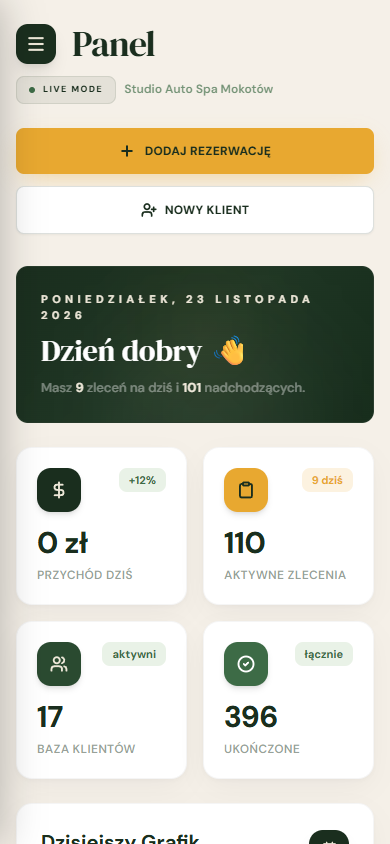 Panel
LIVE MODE
Studio Auto Spa Mokotów
DODAJ REZERWACJĘ
NOWY KLIENT
PONIEDZIAŁEK, 23 LISTOPADA
2026
Dzień dobry 👋
Masz 9 zleceń na dziś i 101 nadchodzących.
+12%
0 zł
PRZYCHÓD DZIŚ
9 dziś
110
AKTYWNE ZLECENIA
aktywni
17
BAZA KLIENTÓW
łącznie
396
UKOŃCZONE
Dzisiejszy Grafik